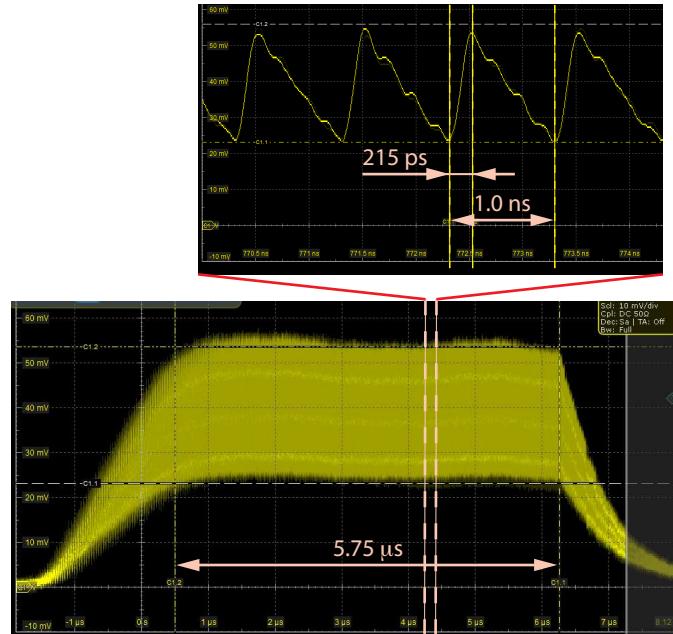 60 mV
C1.2
50 mV
40 mV
30 mV
C1.1
20 mV
215 ps
10 mV
1.0 ns
C1
-10 mV
770.5 ns
771 ns
771.5 ns
772 ns
772.5 ns
773 ns
773.5 ns
774 ns
Scl: 10 mV/div
Cpl: DC 50Ω
Dec: Sa | TA: Off
Bw: Full
60 mV
C1.2
50 mV
40 mV
30 mV
C1.1
20 mV
10 mV
5.75 µs
C1.2
C1.1
-10 mV
-1 µs
0 s
1 µs
2 µs
3 µs
4 µs
5 µs
6 µs
7 µs
8.12